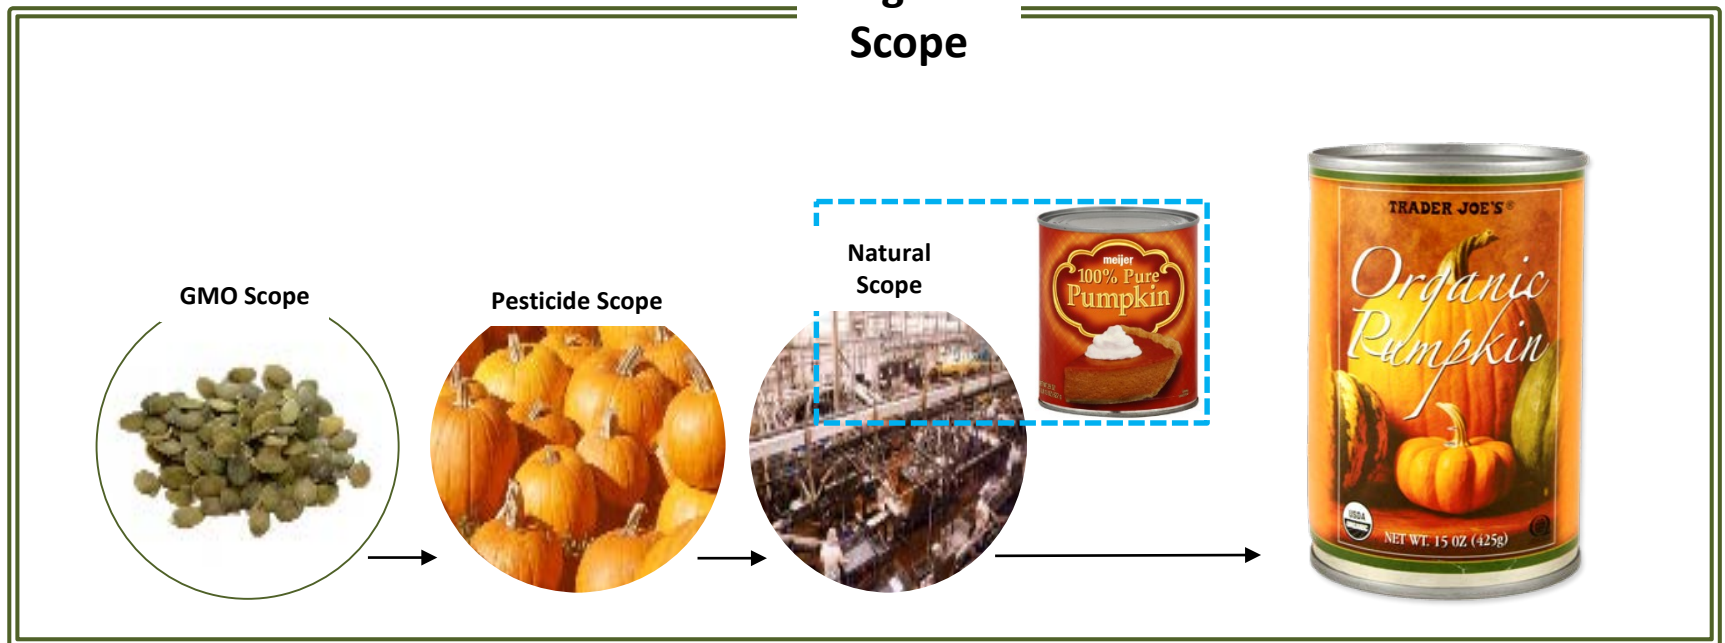 Scope
GMO Scope
Pesticide Scope
Natural
Scope
meijer
100% Pure
Pumpkin
TRADER JOE'S®
Organic
Pumpkin
USDA
ORGANIC
NET WT. 15 OZ (425g)